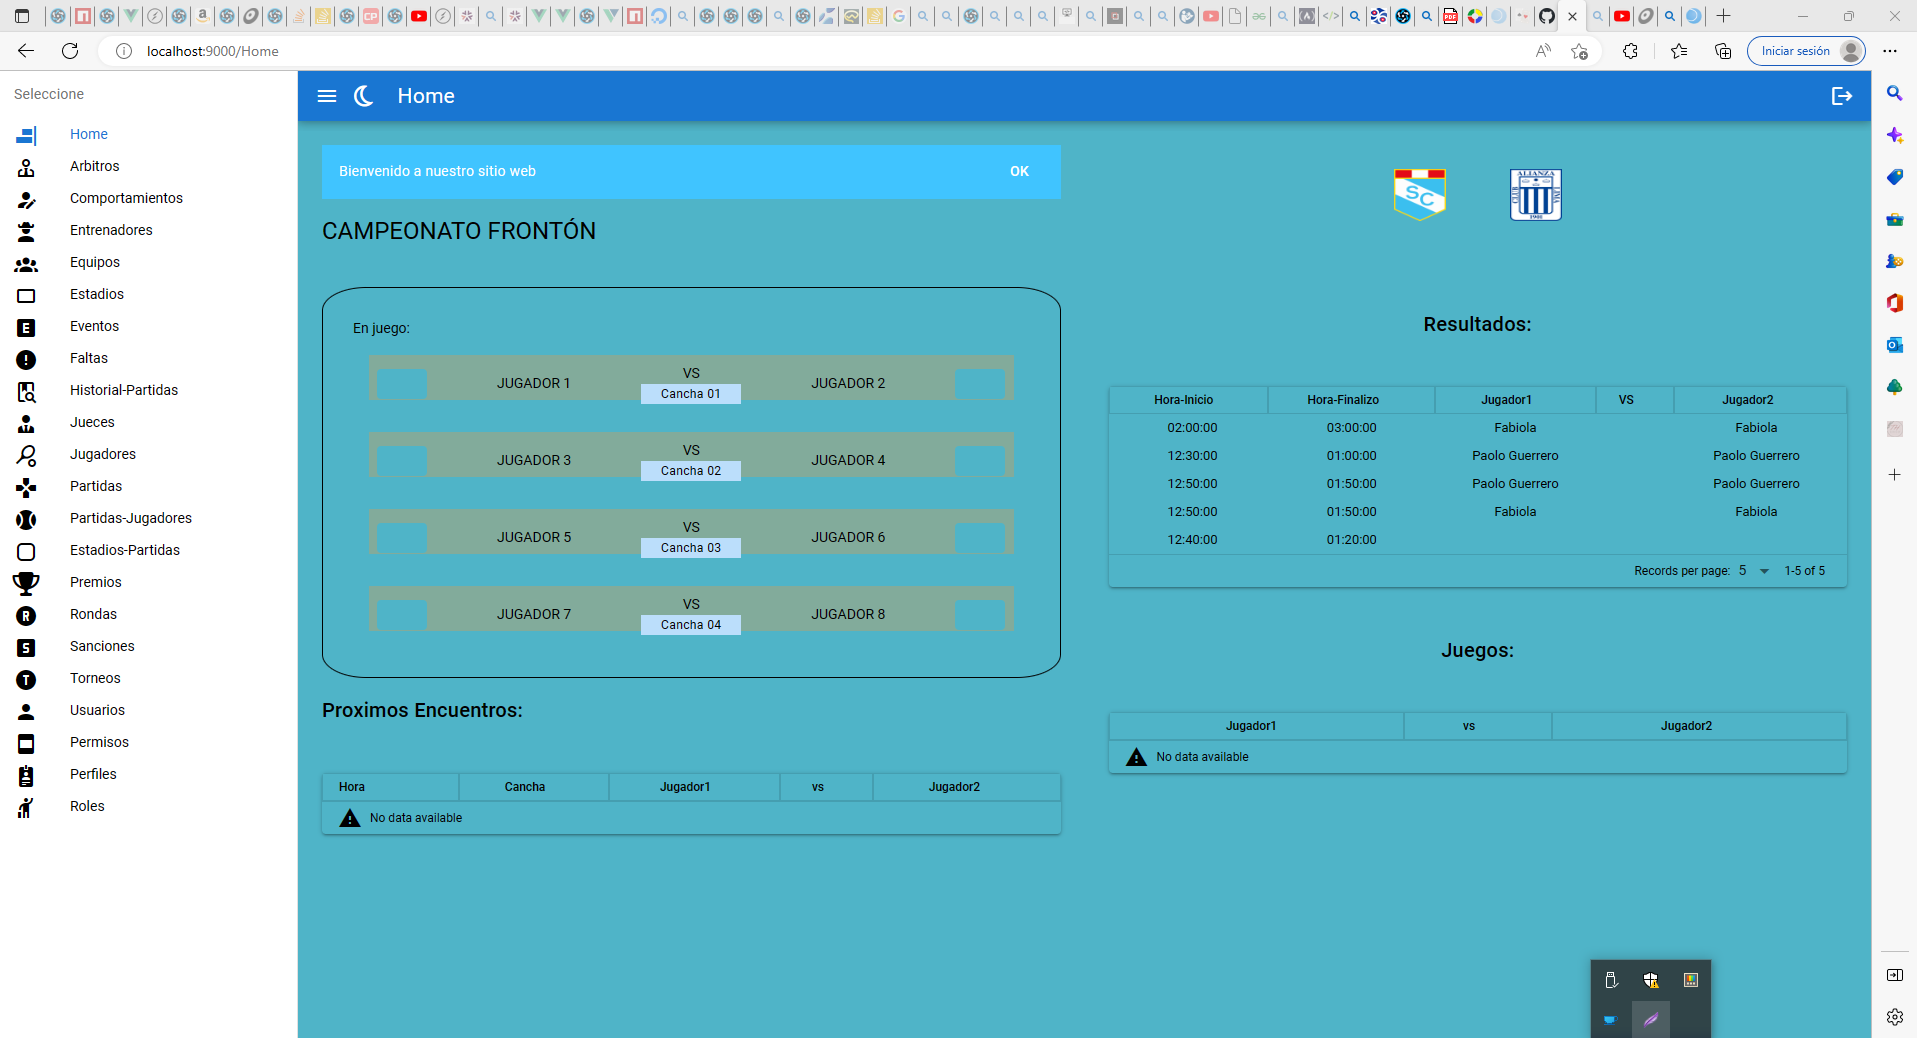 localhost:9000/Home
Iniciar sesión
Seleccione
Home
Arbitros
Comportamientos
Entrenadores
Equipos
Estadios
Eventos
Faltas
Historial-Partidas
Jueces
Jugadores
Partidas
Partidas-Jugadores
Estadios-Partidas
Premios
Rondas
Sanciones
Torneos
Usuarios
Permisos
Perfiles
Roles
Home
Bienvenido a nuestro sitio web OK
CAMPEONATO FRONTÓN
En juego:
JUGADOR 1 VS JUGADOR 2
Cancha 01
JUGADOR 3 VS JUGADOR 4
Cancha 02
JUGADOR 5 VS JUGADOR 6
Cancha 03
JUGADOR 7 VS JUGADOR 8
Cancha 04
Proximos Encuentros:
Hora Cancha Jugador1 vs Jugador2
No data available
SC
ALIANZA
CLUB LIMA
1901
Resultados:
Hora-Inicio Hora-Finalizo Jugador1 VS Jugador2
02:00:00 03:00:00 Fabiola Fabiola
12:30:00 01:00:00 Paolo Guerrero Paolo Guerrero
12:50:00 01:50:00 Paolo Guerrero Paolo Guerrero
12:50:00 01:50:00 Fabiola Fabiola
12:40:00 01:20:00
Records per page: 5 1-5 of 5
Juegos:
Jugador1 vs Jugador2
No data available